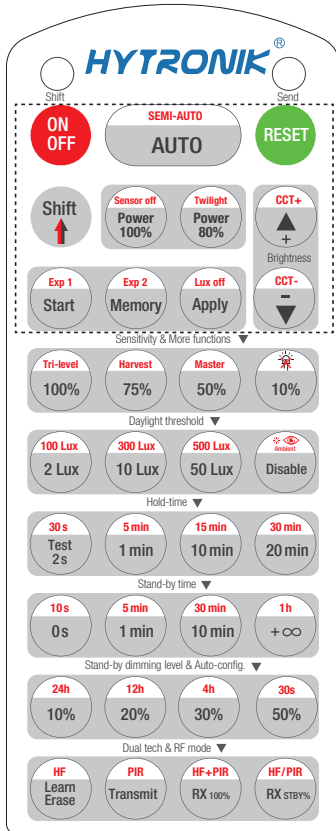 HYTRONIK®
Shift Send
ON
OFF
SEMI-AUTO
AUTO
RESET
Shift
Sensor off
Power
100%
Twilight
Power
80%
CCT+
+
Brightness
CCT-
-
Exp 1
Start
Exp 2
Memory
Lux off
Apply
Sensitivity & More functions ▼
Tri-level Harvest Master
100% 75% 50% 10%
Daylight threshold ▼
100 Lux 300 Lux 500 Lux Ambient
2 Lux 10 Lux 50 Lux Disable
Hold-time ▼
30 s 5 min 15 min 30 min
Test
2 s
1 min 10 min 20 min
Stand-by time ▼
10 s 5 min 30 min 1h
0 s 1 min 10 min +∞
Stand-by dimming level & Auto-config. ▼
24h 12h 4h 30s
10% 20% 30% 50%
Dual tech & RF mode ▼
HF PIR HF+PIR HF/PIR
Learn
Erase
Transmit RX 100% RX STBY%